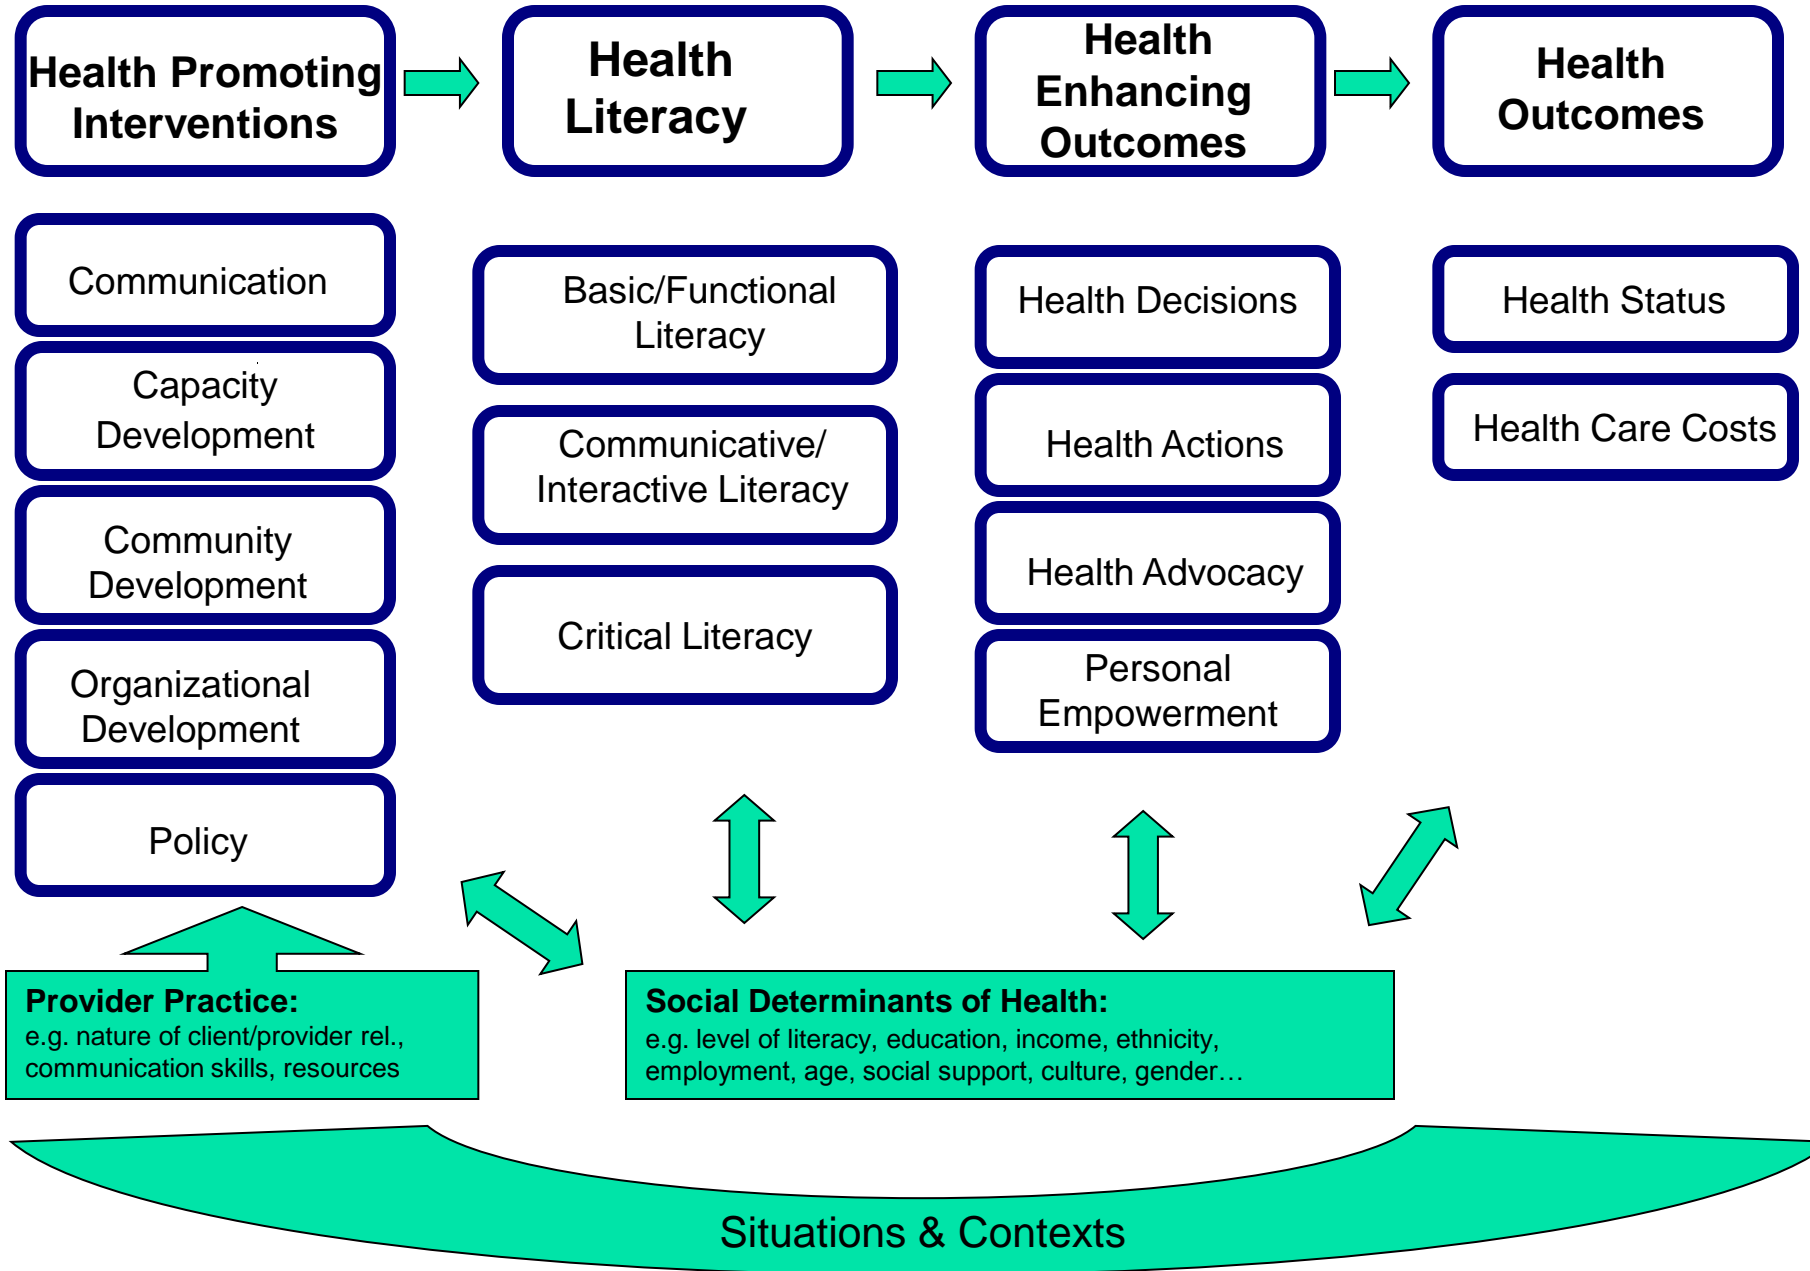 Health Promoting
Interventions
Health
Literacy
Health
Enhancing
Outcomes
Health
Outcomes
Communication
Capacity
Development
Community
Development
Organizational
Development
Policy
Basic/Functional
Literacy
Communicative/
Interactive Literacy
Critical Literacy
Health Decisions
Health Actions
Health Advocacy
Personal
Empowerment
Health Status
Health Care Costs
Provider Practice:
e.g. nature of client/provider rel.,
communication skills, resources
Social Determinants of Health:
e.g. level of literacy, education, income, ethnicity,
employment, age, social support, culture, gender…
Situations & Contexts